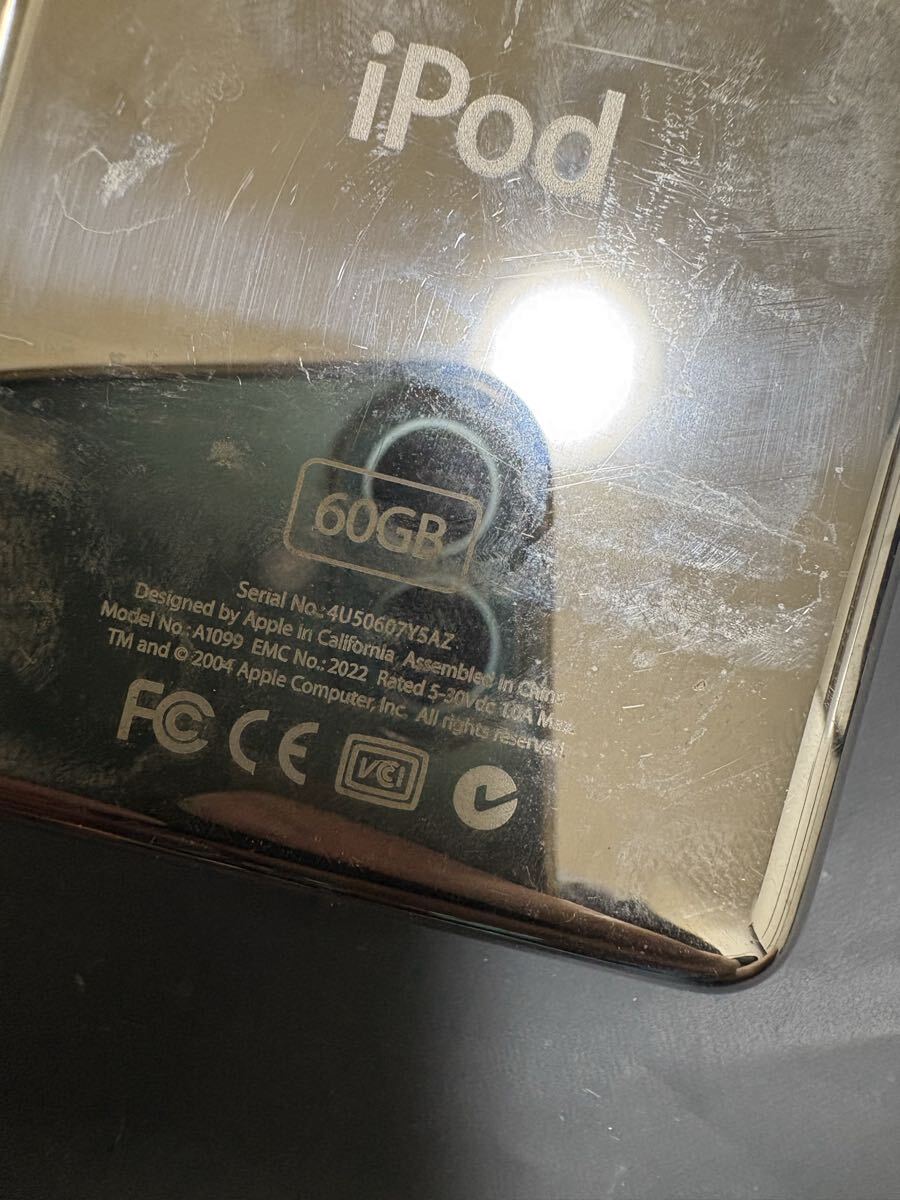 iPod
60GB
Serial No.: 4U50607YSAZ
Designed by Apple in California Assembled in China
Model No.: A1099 EMC No.: 2022 Rated 5-30Vdc 1.0A Max.
TM and © 2004 Apple Computer, Inc. All rights reserved.
FC CE VCI